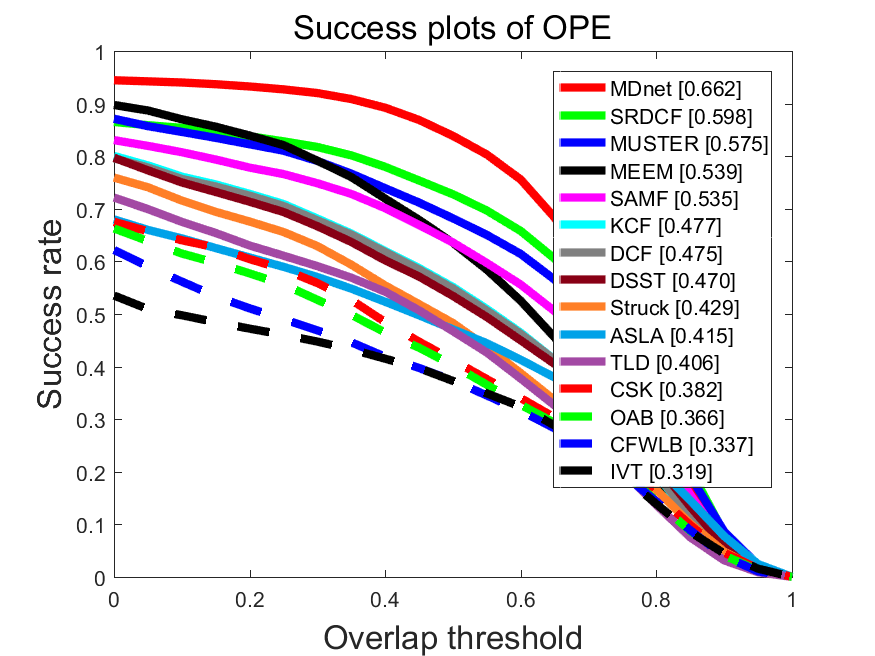 Success plots of OPE
1
0.9
0.8
0.7
0.6
0.5
0.4
0.3
0.2
0.1
0
Success rate
MDnet [0.662]
SRDCF [0.598]
MUSTER [0.575]
MEEM [0.539]
SAMF [0.535]
KCF [0.477]
DCF [0.475]
DSST [0.470]
Struck [0.429]
ASLA [0.415]
TLD [0.406]
CSK [0.382]
OAB [0.366]
CFWLB [0.337]
IVT [0.319]
0 0.2 0.4 0.6 0.8 1
Overlap threshold